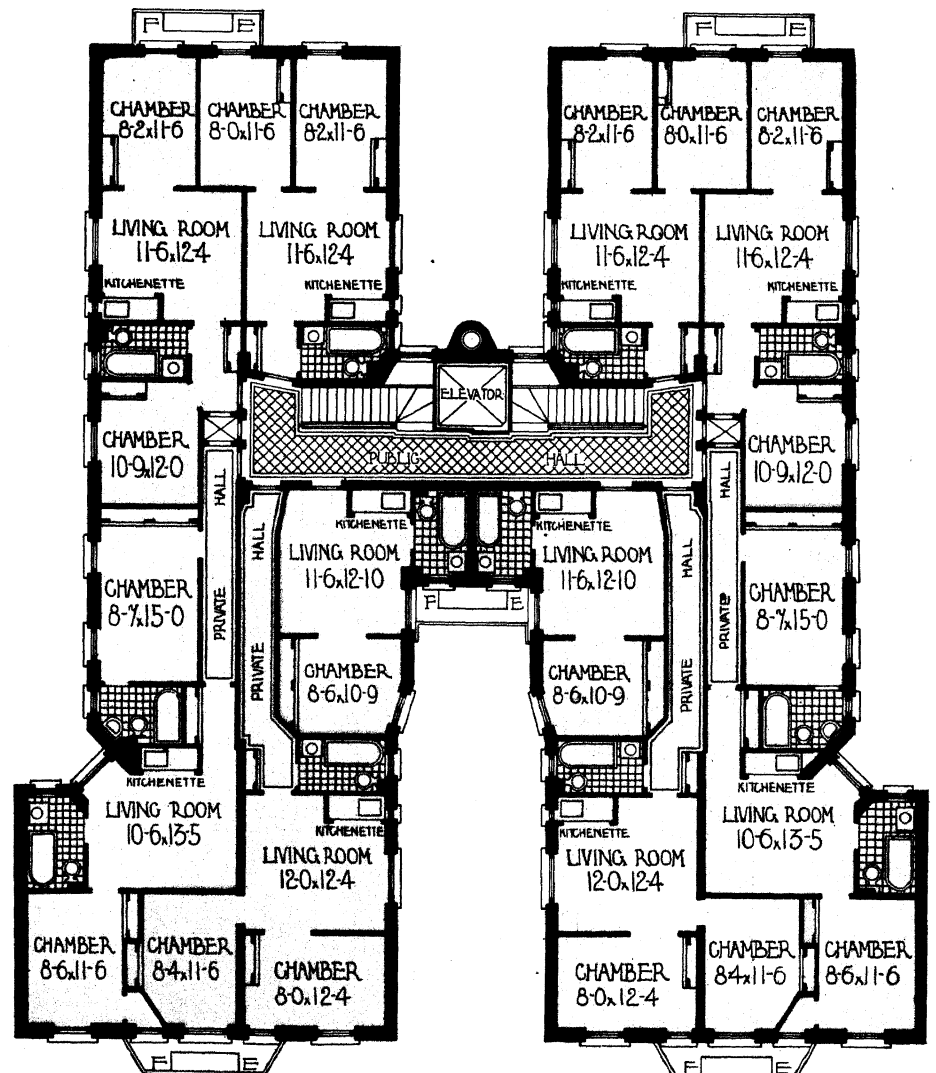 F E
F E
CHAMBER
8-2x11-6
CHAMBER
8-0x11-6
CHAMBER
8-2x11-6
CHAMBER
8-2x11-6
CHAMBER
8-0x11-6
CHAMBER
8-2x11-6
LIVING ROOM
11-6x12-4
LIVING ROOM
11-6x12-4
LIVING ROOM
11-6x12-4
LIVING ROOM
11-6x12-4
KITCHENETTE
KITCHENETTE
KITCHENETTE
KITCHENETTE
ELEVATOR
PUBLIC HALL
CHAMBER
10-9x12-0
CHAMBER
10-9x12-0
PRIVATE HALL
PRIVATE HALL
PRIVATE HALL
PRIVATE HALL
KITCHENETTE
KITCHENETTE
LIVING ROOM
11-6x12-10
LIVING ROOM
11-6x12-10
F E
CHAMBER
8-7x15-0
CHAMBER
8-7x15-0
CHAMBER
8-6x10-9
CHAMBER
8-6x10-9
KITCHENETTE
KITCHENETTE
LIVING ROOM
10-6x13-5
LIVING ROOM
10-6x13-5
KITCHENETTE
KITCHENETTE
LIVING ROOM
12-0x12-4
LIVING ROOM
12-0x12-4
CHAMBER
8-6x11-6
CHAMBER
8-4x11-6
CHAMBER
8-0x12-4
CHAMBER
8-0x12-4
CHAMBER
8-4x11-6
CHAMBER
8-6x11-6
F E
F E